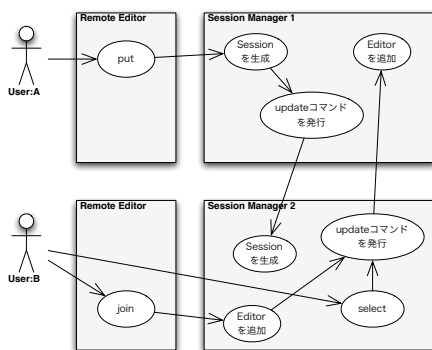 Remote Editor
Session Manager 1
put
Session
を生成
Editor
を追加
updateコマンド
を発行
User:A
Remote Editor
Session Manager 2
updateコマンド
を発行
Session
を生成
User:B
join
Editor
を追加
select